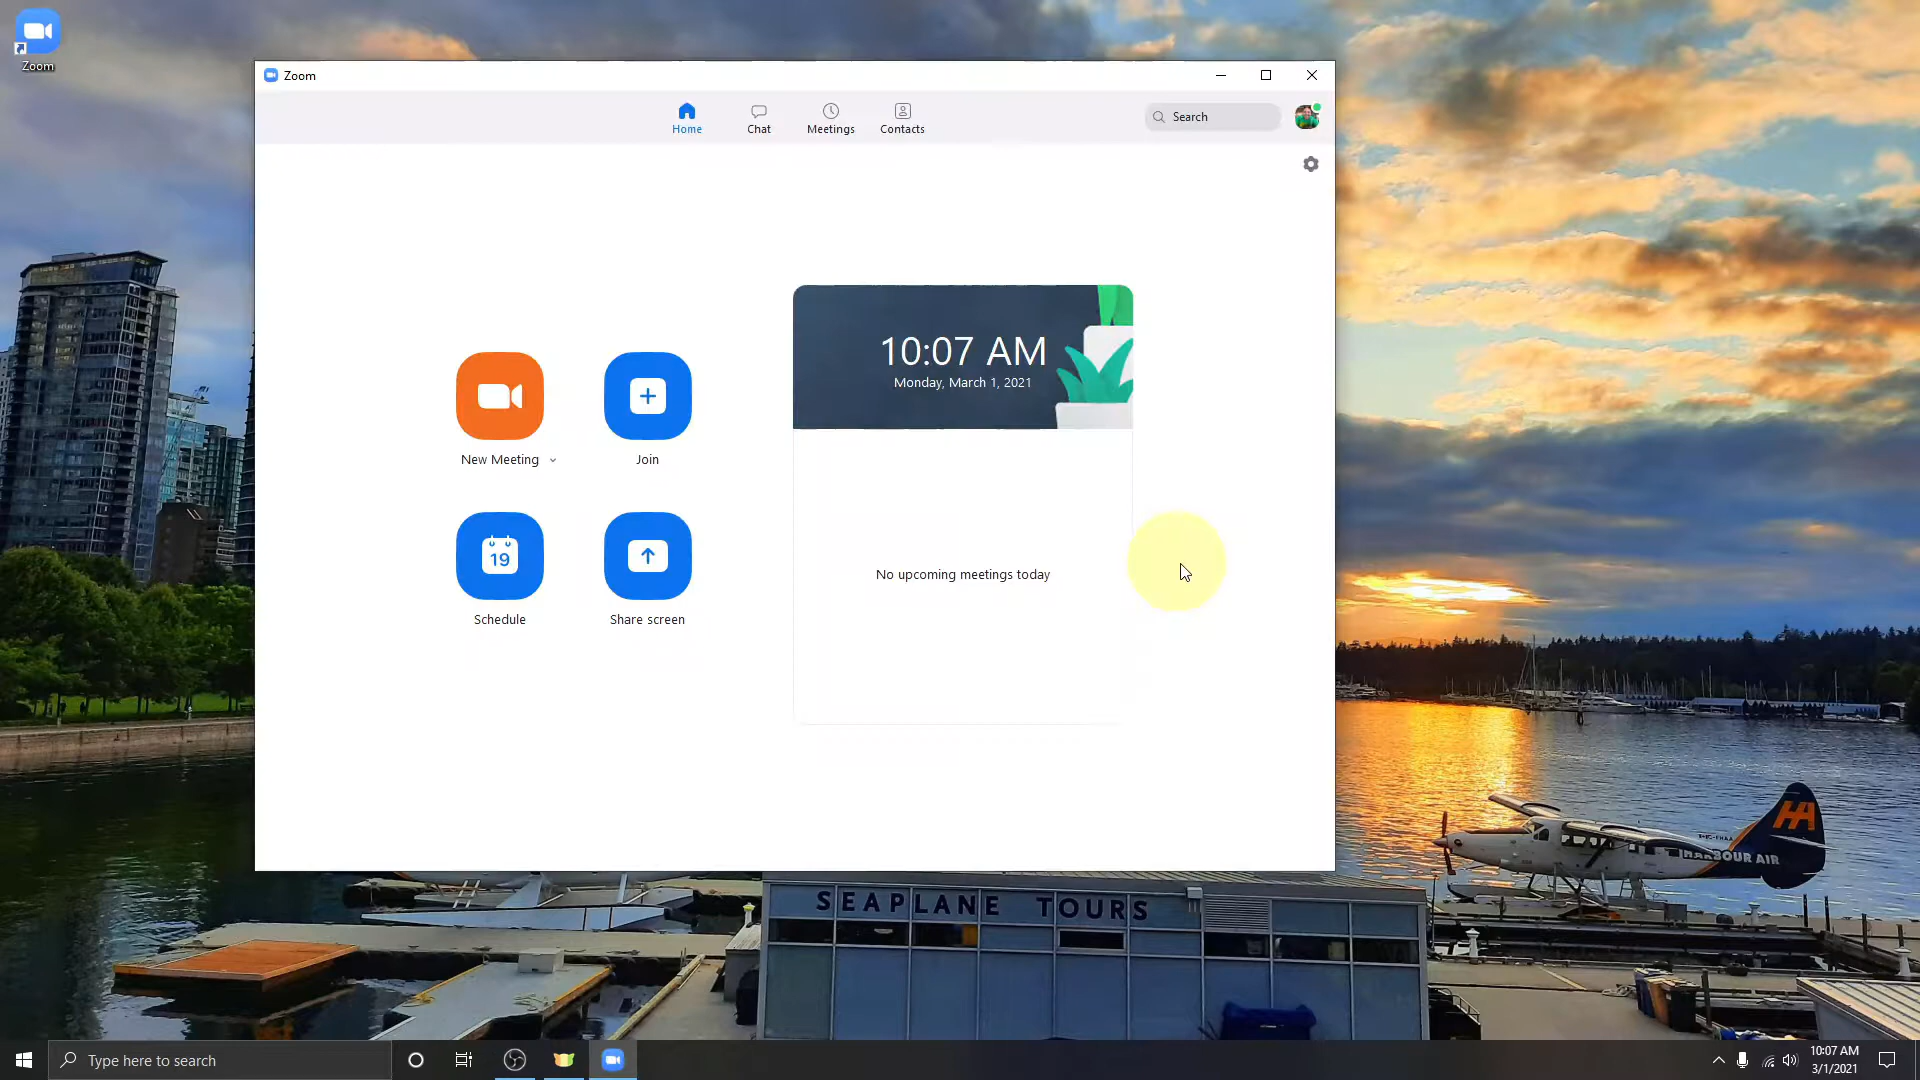 Zoom
Zoom
Home
Chat
Meetings
Contacts
Search
10:07 AM
Monday, March 1, 2021
New Meeting
Join
19
Schedule
Share screen
No upcoming meetings today
HARBOUR AIR
SEAPLANE TOURS
Type here to search
10:07 AM
3/1/2021